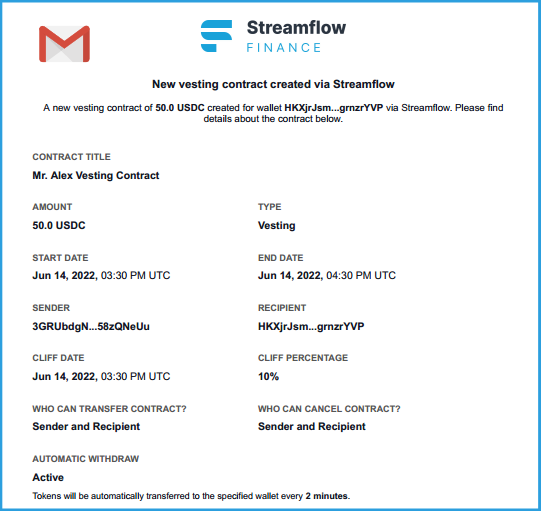 Streamflow
FINANCE
New vesting contract created via Streamflow
A new vesting contract of 50.0 USDC created for wallet HKXjrJsm...grnzrYVP via Streamflow. Please find
details about the contract below.
CONTRACT TITLE
Mr. Alex Vesting Contract
AMOUNT TYPE
50.0 USDC Vesting
START DATE END DATE
Jun 14, 2022, 03:30 PM UTC Jun 14, 2022, 04:30 PM UTC
SENDER RECIPIENT
3GRUbdgN...58zQNeUu HKXjrJsm...grnzrYVP
CLIFF DATE CLIFF PERCENTAGE
Jun 14, 2022, 03:30 PM UTC 10%
WHO CAN TRANSFER CONTRACT? WHO CAN CANCEL CONTRACT?
Sender and Recipient Sender and Recipient
AUTOMATIC WITHDRAW
Active
Tokens will be automatically transferred to the specified wallet every 2 minutes.